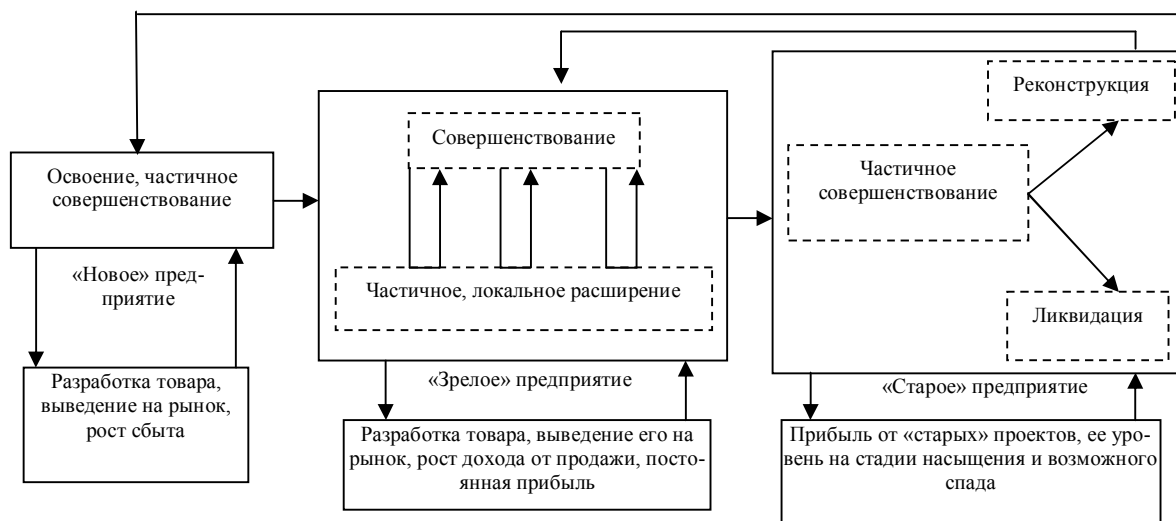 Освоение, частичное
совершенствование
«Новое» пред-
приятие
Разработка товара,
выведение на рынок,
рост сбыта
Совершенствование
Частичное, локальное расширение
«Зрелое» предприятие
Разработка товара, выведение его на
рынок, рост дохода от продажи, посто-
янная прибыль
Реконструкция
Частичное
совершенствование
Ликвидация
«Старое» предприятие
Прибыль от «старых» проектов, ее уро-
вень на стадии насыщения и возможного
спада